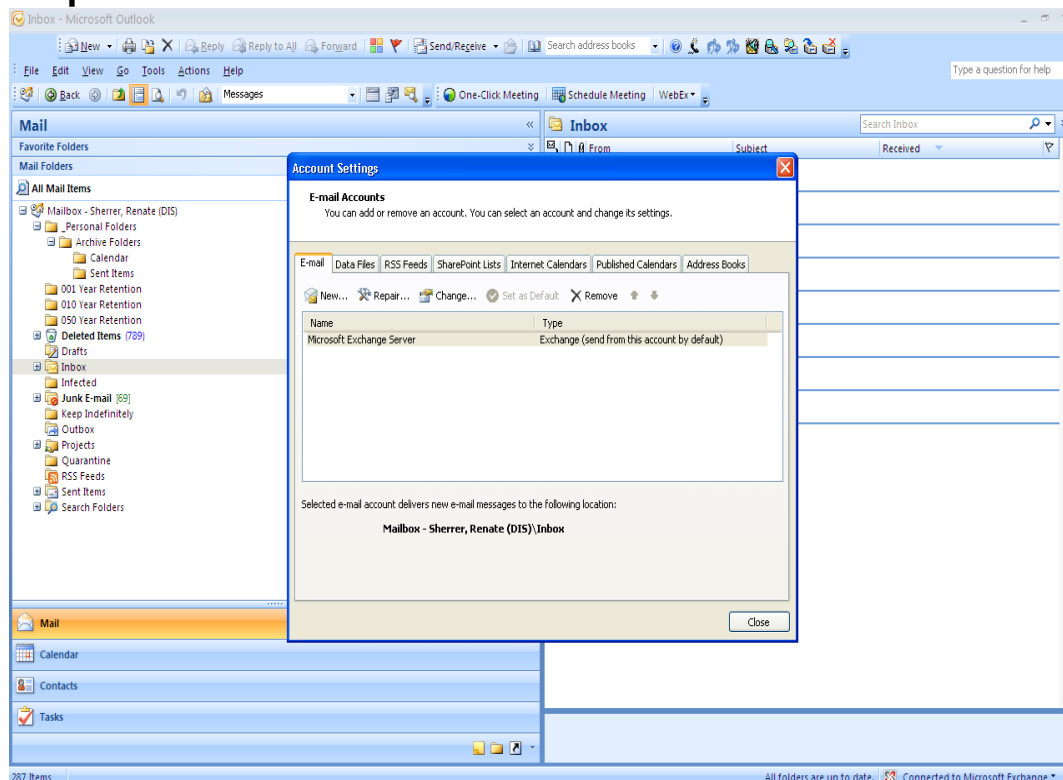 Inbox - Microsoft Outlook
New Reply Reply to All Forward Send/Receive Search address books
File Edit View Go Tools Actions Help
Type a question for help
Back Messages One-Click Meeting Schedule Meeting WebEx
Mail
Inbox
Search Inbox
Favorite Folders
From Subject Received
Mail Folders
All Mail Items
Mailbox - Sherrer, Renate (DIS)
_Personal Folders
Archive Folders
Calendar
Sent Items
001 Year Retention
010 Year Retention
050 Year Retention
Deleted Items (789)
Drafts
Inbox
Infected
Junk E-mail [69]
Keep Indefinitely
Outbox
Projects
Quarantine
RSS Feeds
Sent Items
Search Folders
Account Settings
E-mail Accounts
You can add or remove an account. You can select an account and change its settings.
E-mail Data Files RSS Feeds SharePoint Lists Internet Calendars Published Calendars Address Books
New... Repair... Change... Set as Default Remove
Name Type
Microsoft Exchange Server Exchange (send from this account by default)
Selected e-mail account delivers new e-mail messages to the following location:
Mailbox - Sherrer, Renate (DIS)\Inbox
Close
Mail
Calendar
Contacts
Tasks
287 Items
All folders are up to date. Connected to Microsoft Exchange